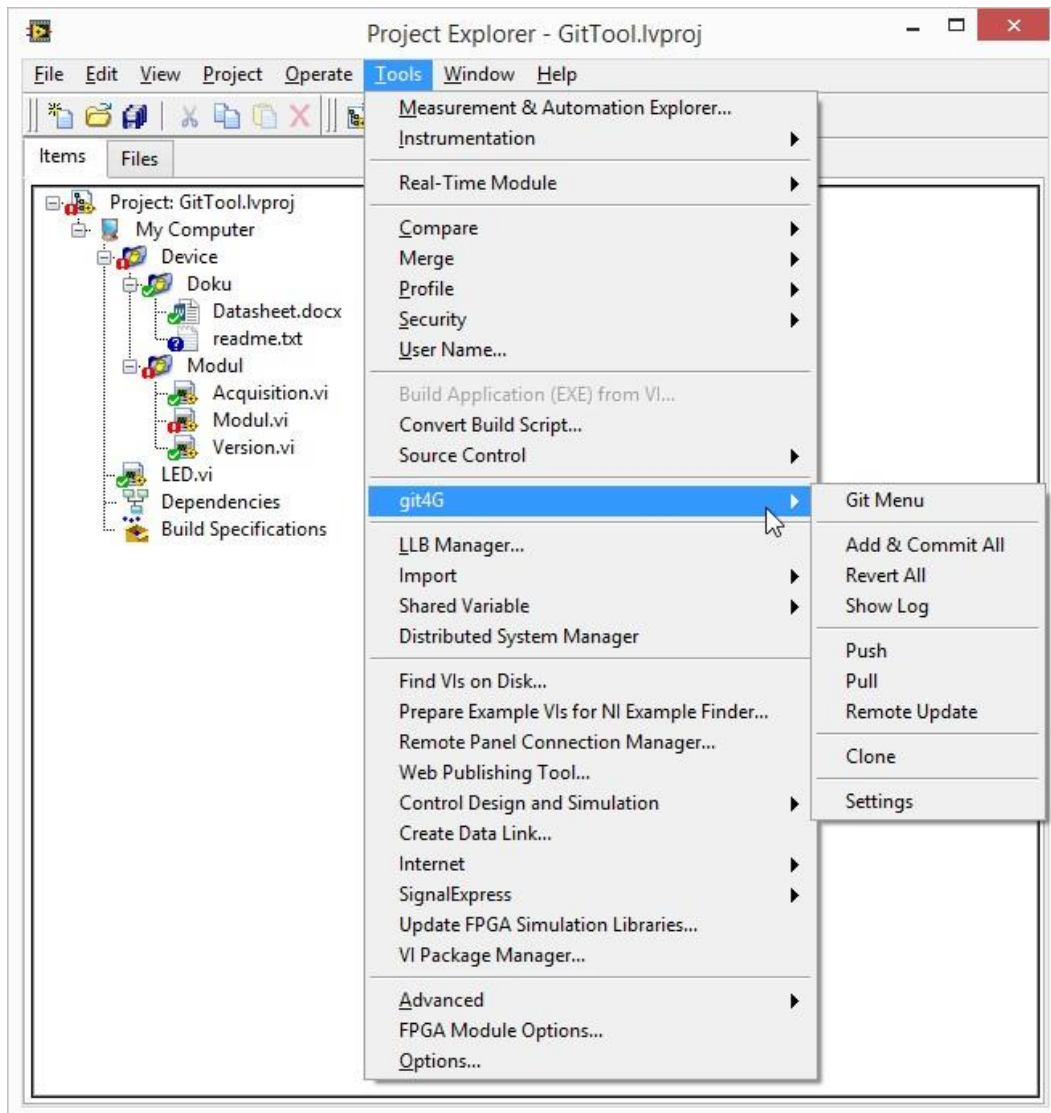 Project Explorer - GitTool.lvproj
File Edit View Project Operate Tools Window Help
Items Files
Project: GitTool.lvproj
My Computer
Device
Doku
Datasheet.docx
readme.txt
Modul
Acquisition.vi
Modul.vi
Version.vi
LED.vi
Dependencies
Build Specifications
Measurement & Automation Explorer...
Instrumentation
Real-Time Module
Compare
Merge
Profile
Security
User Name...
Build Application (EXE) from VI...
Convert Build Script...
Source Control
git4G
LLB Manager...
Import
Shared Variable
Distributed System Manager
Find VIs on Disk...
Prepare Example VIs for NI Example Finder...
Remote Panel Connection Manager...
Web Publishing Tool...
Control Design and Simulation
Create Data Link...
Internet
SignalExpress
Update FPGA Simulation Libraries...
VI Package Manager...
Advanced
FPGA Module Options...
Options...
Git Menu
Add & Commit All
Revert All
Show Log
Push
Pull
Remote Update
Clone
Settings